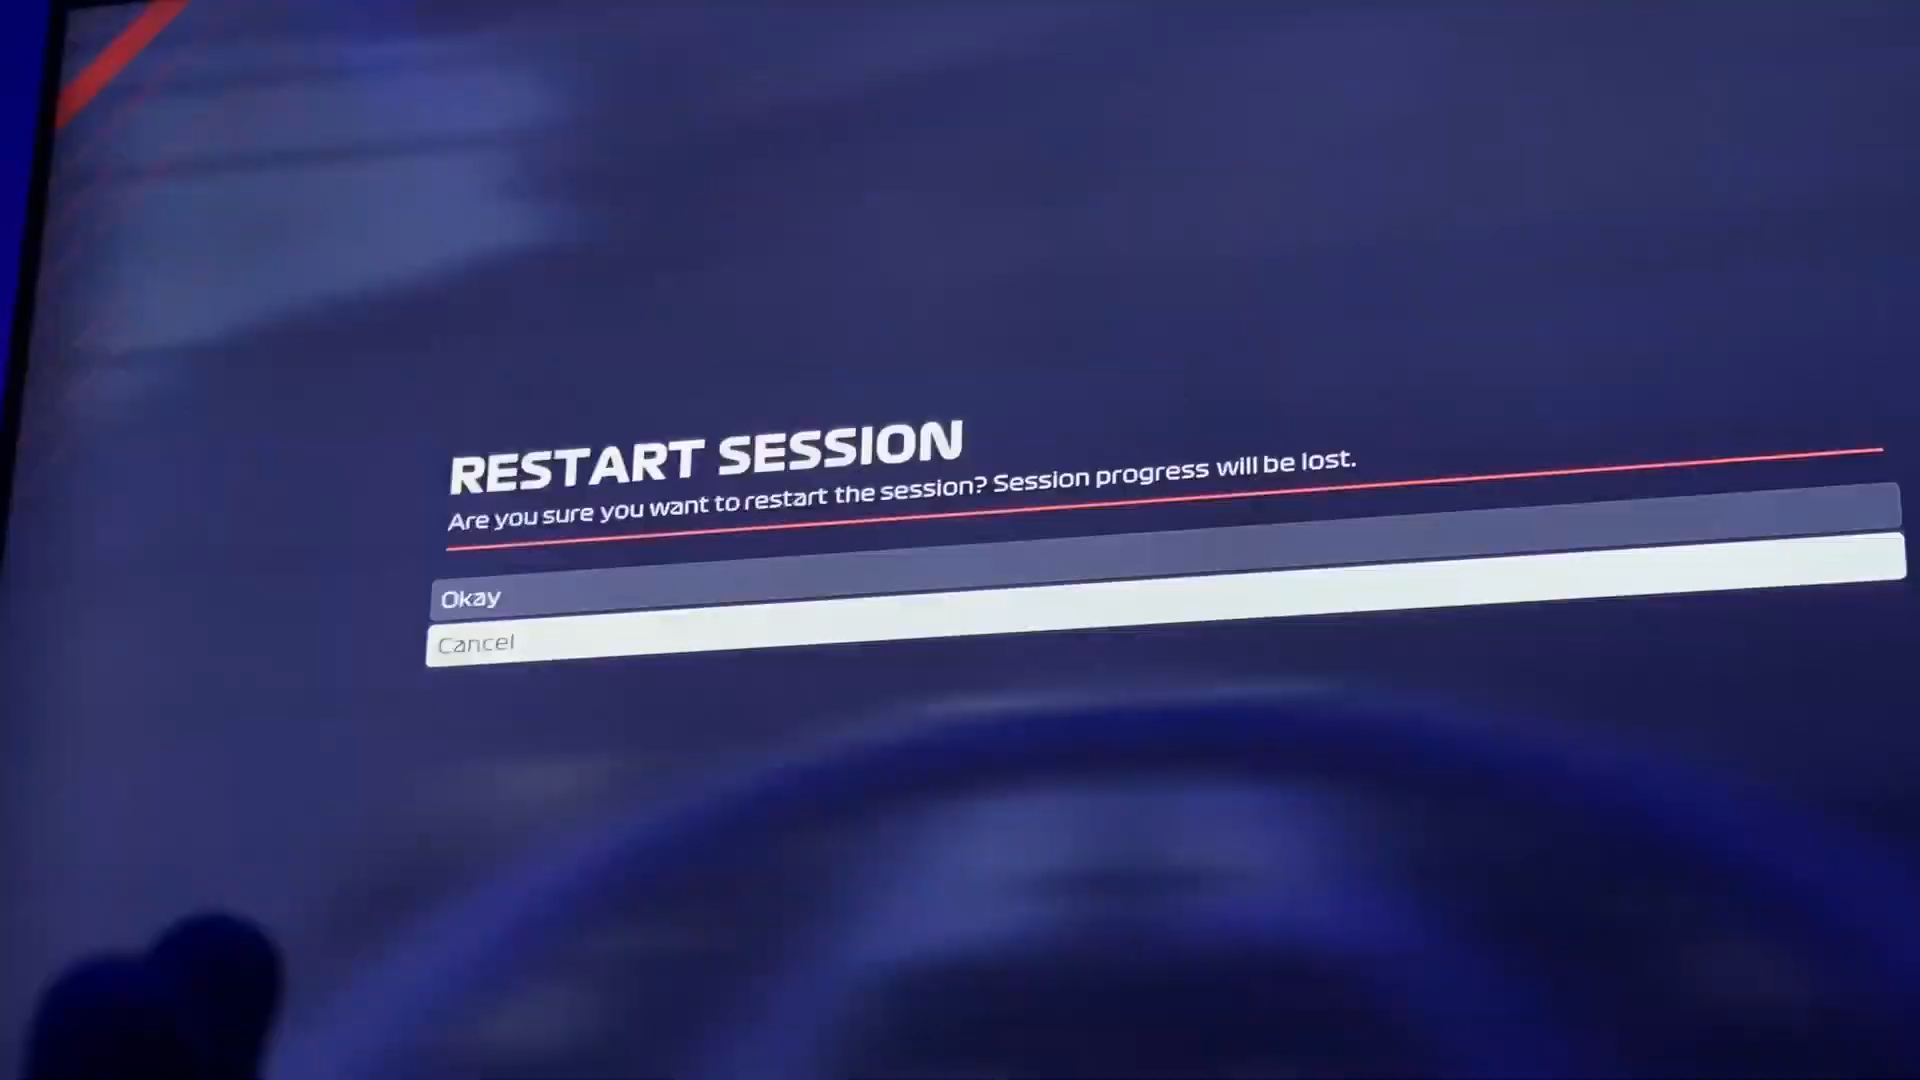 RESTART SESSION
Are you sure you want to restart the session? Session progress will be lost.
Okay
Cancel